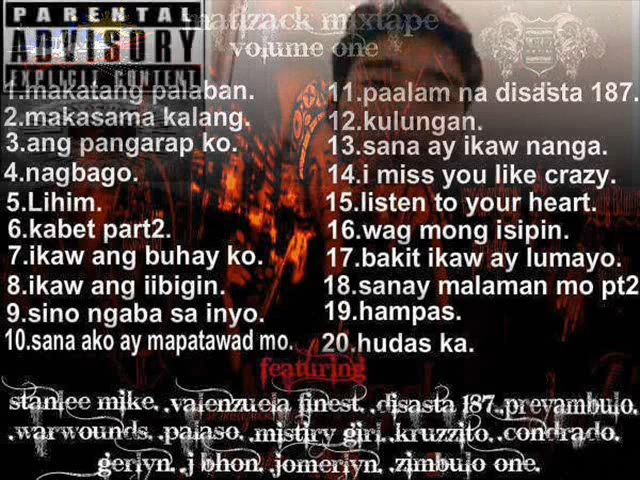 PARENTAL
ADVISORY
EXPLICIT CONTENT
matizack mixtape
volume one
1.makatang palaban.
2.makasama kalang.
3.ang pangarap ko.
4.nagbago.
5.Lihim.
6.kabet part2.
7.ikaw ang buhay ko.
8.ikaw ang iibigin.
9.sino ngaba sa inyo.
10.sana ako ay mapatawad mo.
11.paalam na disasta 187.
12.kulungan.
13.sana ay ikaw nanga.
14.i miss you like crazy.
15.listen to your heart.
16.wag mong isipin.
17.bakit ikaw ay lumayo.
18.sanay malaman mo pt2
19.hampas.
20.hudas ka.
featuring
stanlee mike. .valenzuela finest. .disasta 187. .preyambulo.
.warwounds. .palaso. .mistiry girl. .kruzzito. .condrado.
gerlyn. .j bhon. jomerlyn. .zimbulo one.